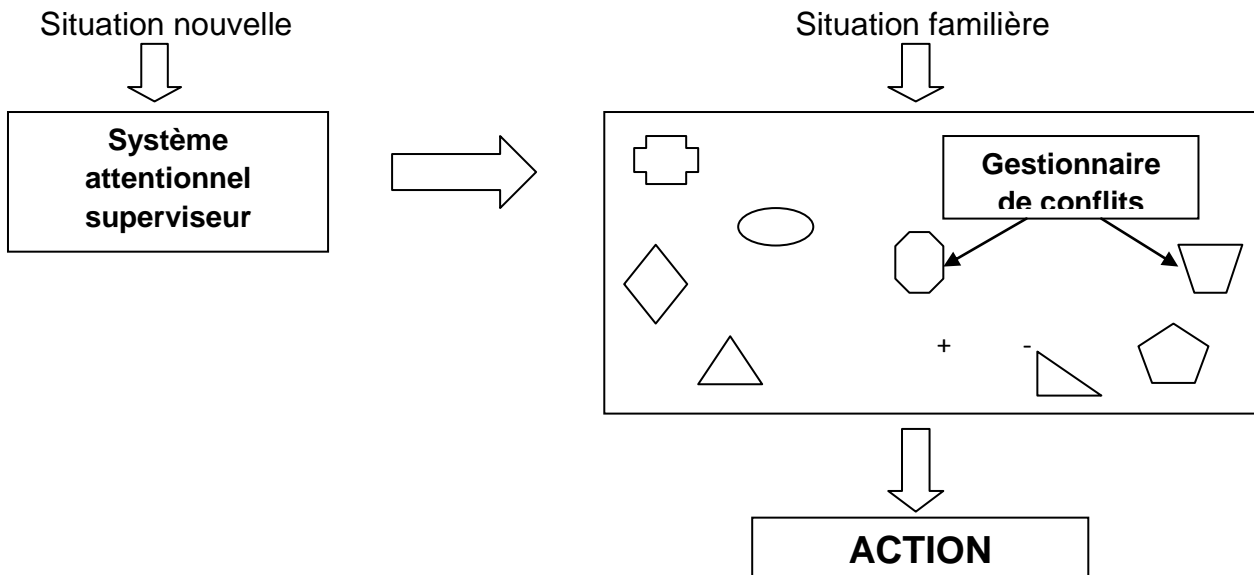 Situation nouvelle
Situation familière
Système
attentionnel
superviseur
Gestionnaire
de conflits
+ -
ACTION